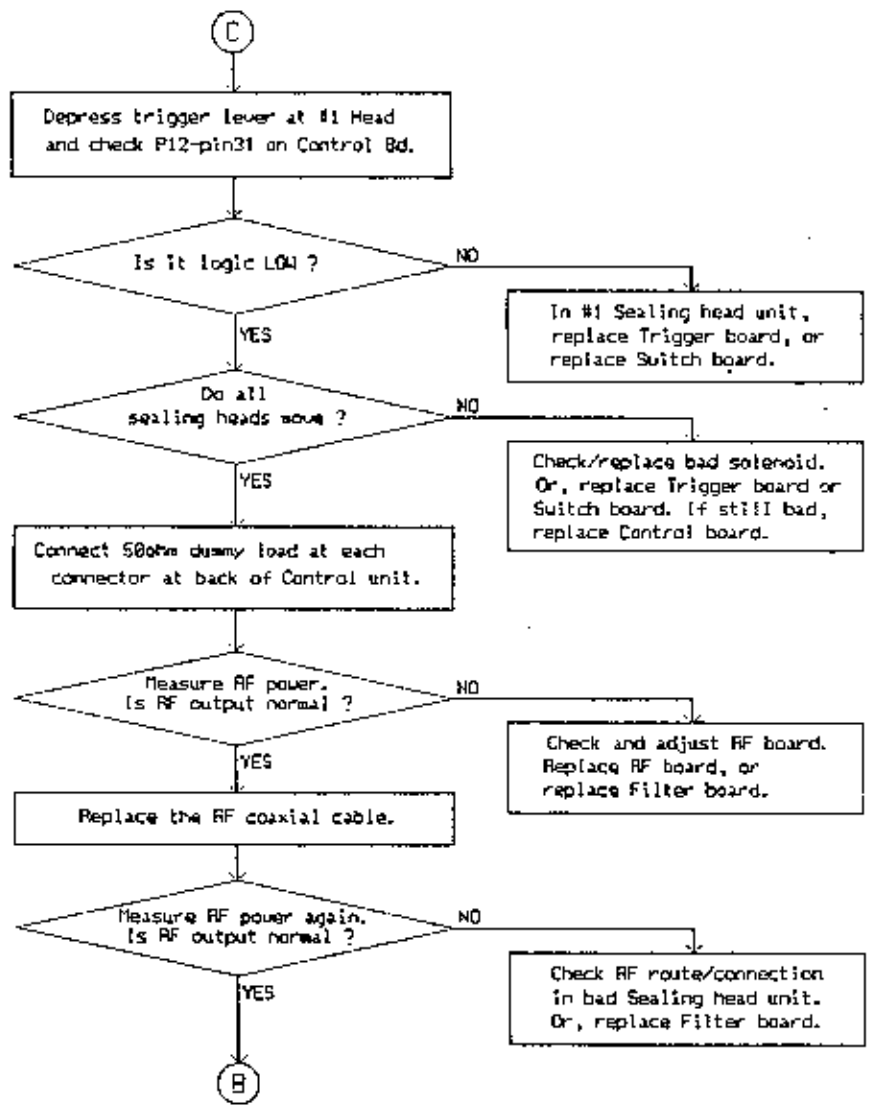 C
Depress trigger lever at #1 Head
and check P12-pin31 on Control Bd.
Is it logic LOW ?
NO
In #1 Sealing head unit,
replace Trigger board, or
replace Switch board.
YES
Do all
sealing heads move ?
NO
Check/replace bad solenoid.
Or, replace Trigger board or
Switch board. If still bad,
replace Control board.
YES
Connect 50ohm dummy load at each
connector at back of Control unit.
Measure RF power.
Is RF output normal ?
NO
Check and adjust RF board.
Replace RF board, or
replace Filter board.
YES
Replace the RF coaxial cable.
Measure RF power again.
Is RF output normal ?
NO
Check RF route/connection
in bad Sealing head unit.
Or, replace Filter board.
YES
B